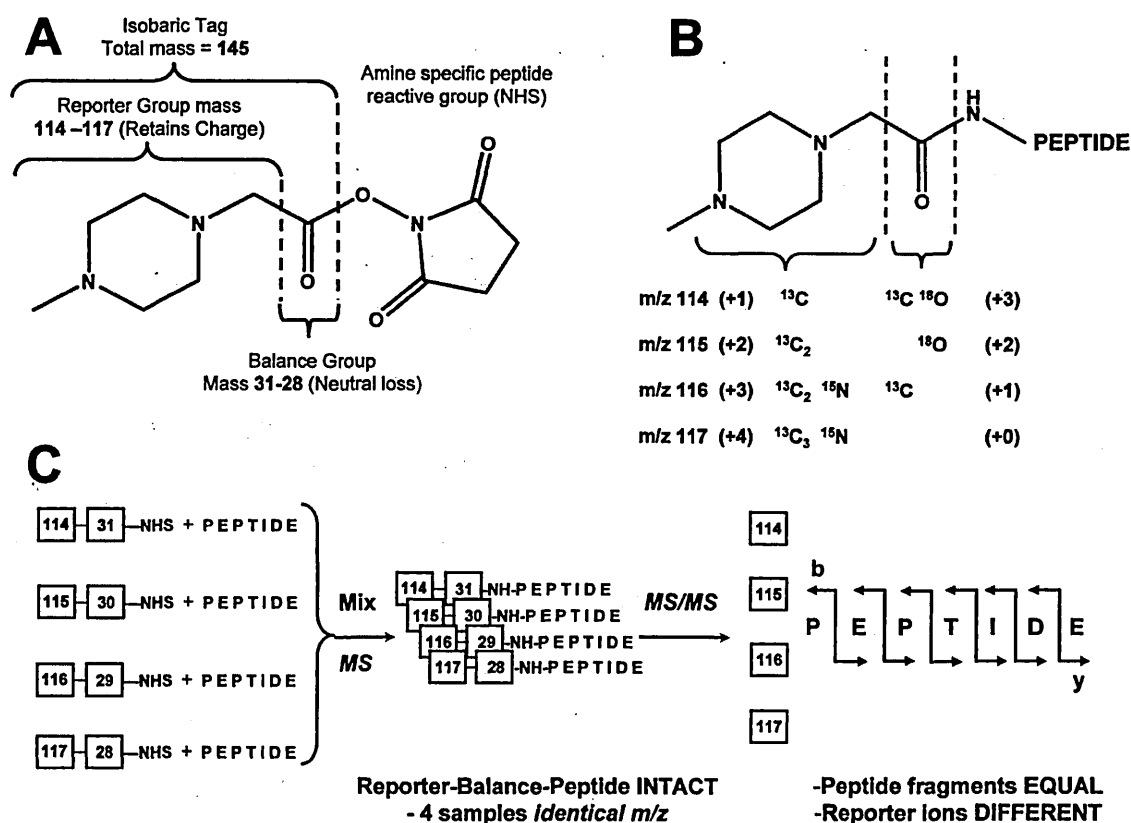 A
Isobaric Tag
Total mass = 145
Reporter Group mass
114 –117 (Retains Charge)
Amine specific peptide
reactive group (NHS)
N
N
O
O
N
O
O
Balance Group
Mass 31-28 (Neutral loss)
B
N
N
O
H
N
PEPTIDE
m/z 114 (+1) ¹³C ¹³C ¹⁸O (+3)
m/z 115 (+2) ¹³C₂ ¹⁸O (+2)
m/z 116 (+3) ¹³C₂ ¹⁵N ¹³C (+1)
m/z 117 (+4) ¹³C₃ ¹⁵N (+0)
C
114 31 –NHS + PEPTIDE
115 30 –NHS + PEPTIDE
116 29 –NHS + PEPTIDE
117 28 –NHS + PEPTIDE
Mix
MS
114 31 -NH-PEPTIDE
115 30 -NH-PEPTIDE
116 29 -NH-PEPTIDE
117 28 -NH-PEPTIDE
MS/MS
114
115
116
117
b
P E P T I D E
y
Reporter-Balance-Peptide INTACT
- 4 samples identical m/z
-Peptide fragments EQUAL
-Reporter ions DIFFERENT